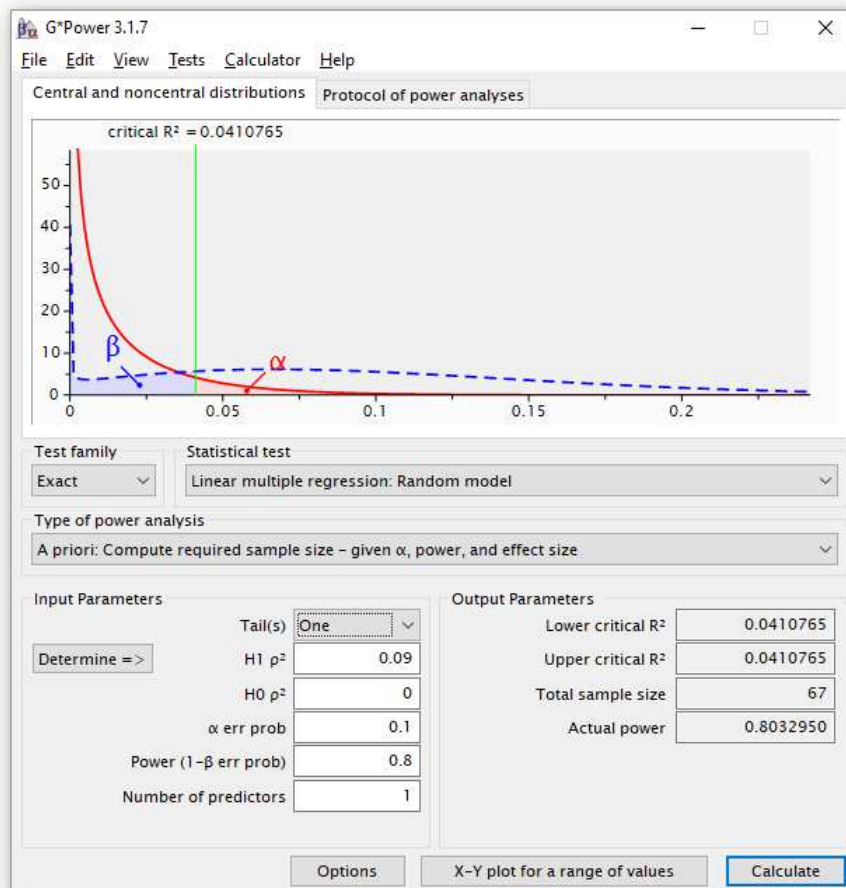 G*Power 3.1.7
File Edit View Tests Calculator Help
Central and noncentral distributions Protocol of power analyses
critical R² = 0.0410765
50
40
30
20
10
0
β
α
0 0.05 0.1 0.15 0.2
Test family Statistical test
Exact Linear multiple regression: Random model
Type of power analysis
A priori: Compute required sample size – given α, power, and effect size
Input Parameters Output Parameters
Tail(s) One Lower critical R² 0.0410765
Determine => H1 ρ² 0.09 Upper critical R² 0.0410765
H0 ρ² 0 Total sample size 67
α err prob 0.1 Actual power 0.8032950
Power (1-β err prob) 0.8
Number of predictors 1
Options X-Y plot for a range of values Calculate